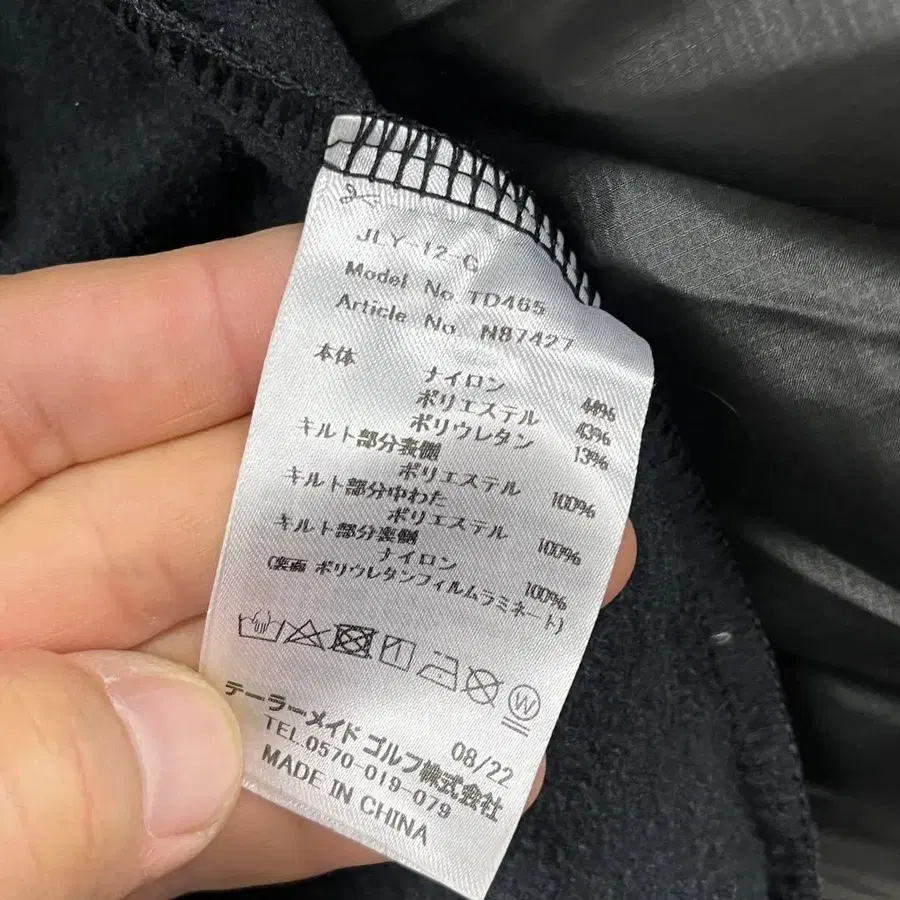 JLY-12-G
Model No. TD465
Article No. N87427
本体
ナイロン 44%
ポリエステル 43%
ポリウレタン 13%
キルト部分表側
ポリエステル 100%
キルト部分中わた
ポリエステル 100%
キルト部分裏側
ナイロン 100%
(裏面 ポリウレタンフィルムラミネート)
W
テーラーメイド ゴルフ株式会社
TEL.0570-019-079 08/22
MADE IN CHINA